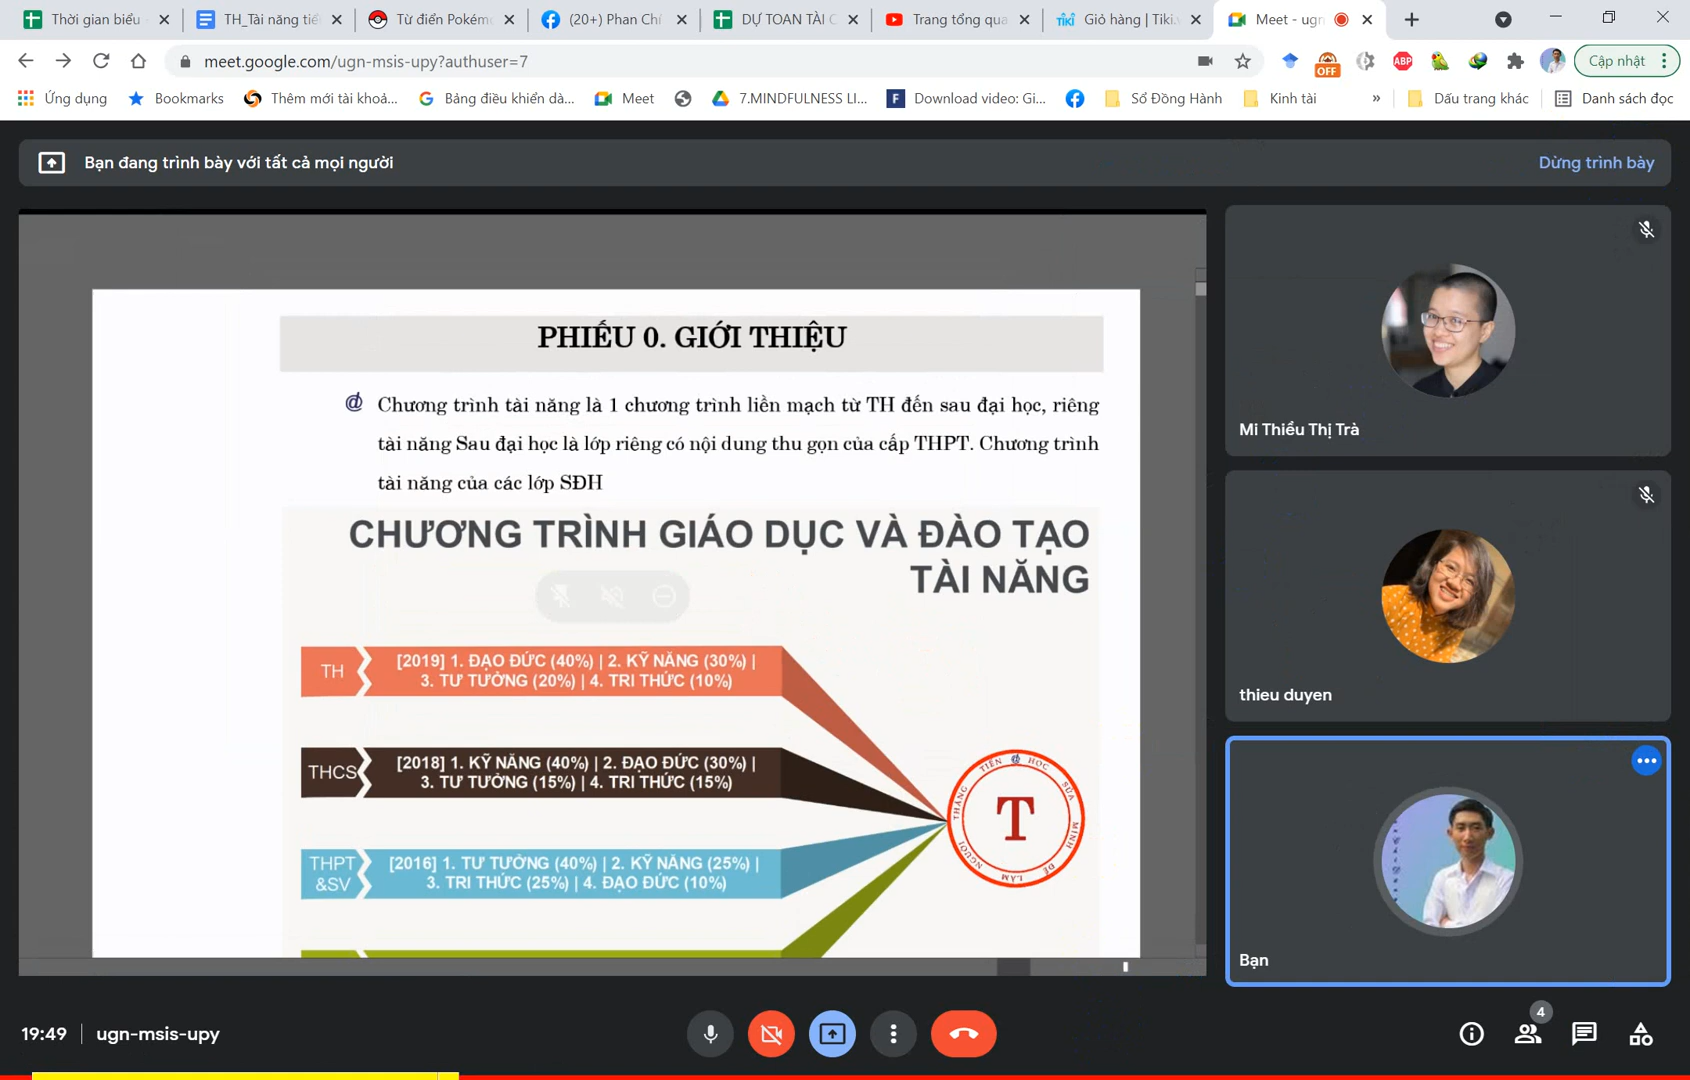 Thời gian biểu
TH_Tài năng tiế
Từ điển Pokémo
(20+) Phan Chí
DỰ TOAN TÀI C
Trang tổng qua
Giỏ hàng | Tiki.v
Meet - ugn
meet.google.com/ugn-msis-upy?authuser=7
OFF
ABP
Cập nhật
Ứng dụng
Bookmarks
Thêm mới tài khoả...
Bảng điều khiển dà...
Meet
7.MINDFULNESS LI...
Download video: Gi...
Sổ Đồng Hành
Kinh tài
»
Dấu trang khác
Danh sách đọc
Bạn đang trình bày với tất cả mọi người
Dừng trình bày
PHIẾU 0. GIỚI THIỆU
Chương trình tài năng là 1 chương trình liền mạch từ TH đến sau đại học, riêng
tài năng Sau đại học là lớp riêng có nội dung thu gọn của cấp THPT. Chương trình
tài năng của các lớp SĐH
CHƯƠNG TRÌNH GIÁO DỤC VÀ ĐÀO TẠO
TÀI NĂNG
TH
[2019] 1. ĐẠO ĐỨC (40%) | 2. KỸ NĂNG (30%) |
3. TƯ TƯỞNG (20%) | 4. TRI THỨC (10%)
THCS
[2018] 1. KỸ NĂNG (40%) | 2. ĐẠO ĐỨC (30%) |
3. TƯ TƯỞNG (15%) | 4. TRI THỨC (15%)
THPT
&SV
[2016] 1. TƯ TƯỞNG (40%) | 2. KỸ NĂNG (25%) |
3. TRI THỨC (25%) | 4. ĐẠO ĐỨC (10%)
TIÊN HỌC SỬA MINH ĐỂ LÀM NGƯỜI
T
Mi Thiều Thị Trà
thieu duyen
Bạn
19:49
ugn-msis-upy
4